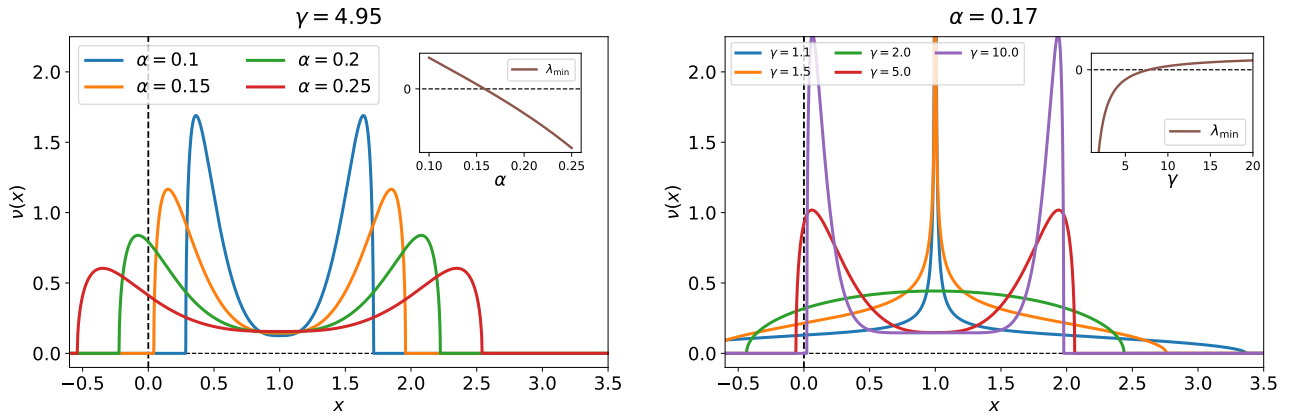 γ = 4.95
α = 0.1
α = 0.2
α = 0.15
α = 0.25
λmin
0
0.10 0.15 0.20 0.25
α
2.0
1.5
1.0
0.5
0.0
ν(x)
−0.5 0.0 0.5 1.0 1.5 2.0 2.5 3.0 3.5
x
α = 0.17
γ = 1.1
γ = 2.0
γ = 10.0
γ = 1.5
γ = 5.0
0
λmin
5 10 15 20
γ
2.0
1.5
1.0
0.5
0.0
ν(x)
−0.5 0.0 0.5 1.0 1.5 2.0 2.5 3.0 3.5
x